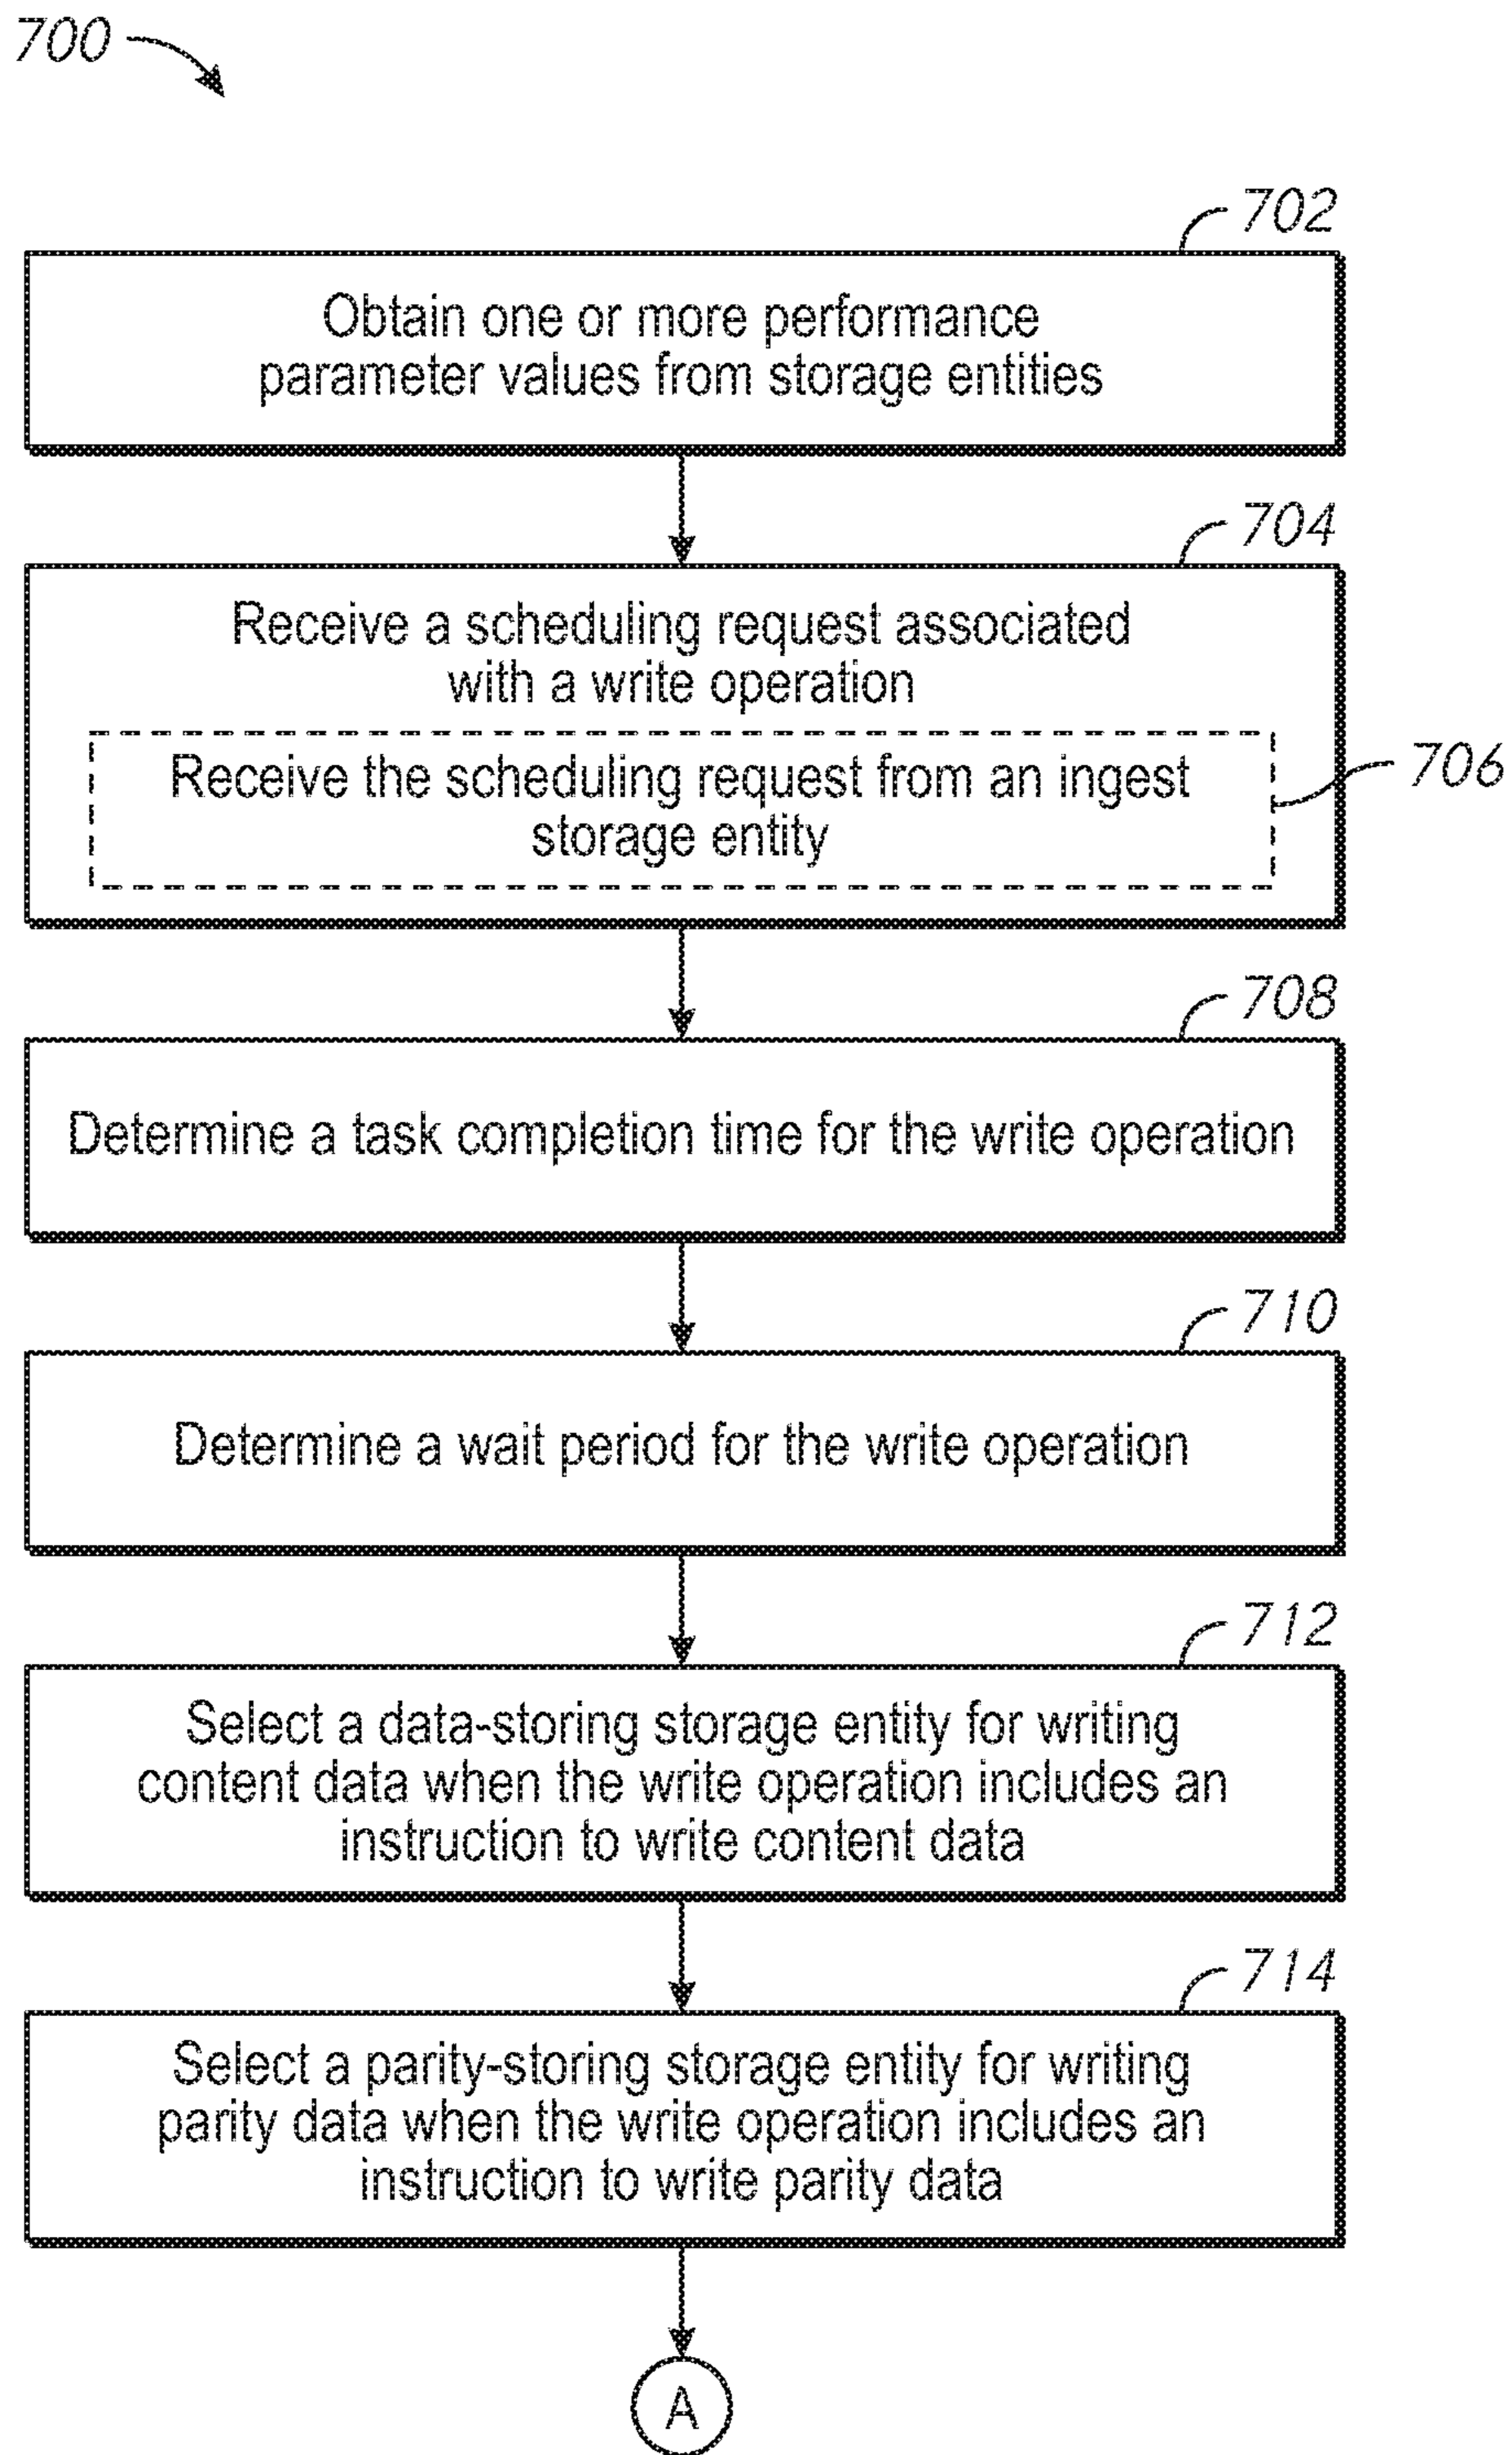 700
702
Obtain one or more performance
parameter values from storage entities
704
Receive a scheduling request associated
with a write operation
Receive the scheduling request from an ingest
storage entity
706
708
Determine a task completion time for the write operation
710
Determine a wait period for the write operation
712
Select a data-storing storage entity for writing
content data when the write operation includes an
instruction to write content data
714
Select a parity-storing storage entity for writing
parity data when the write operation includes an
instruction to write parity data
A